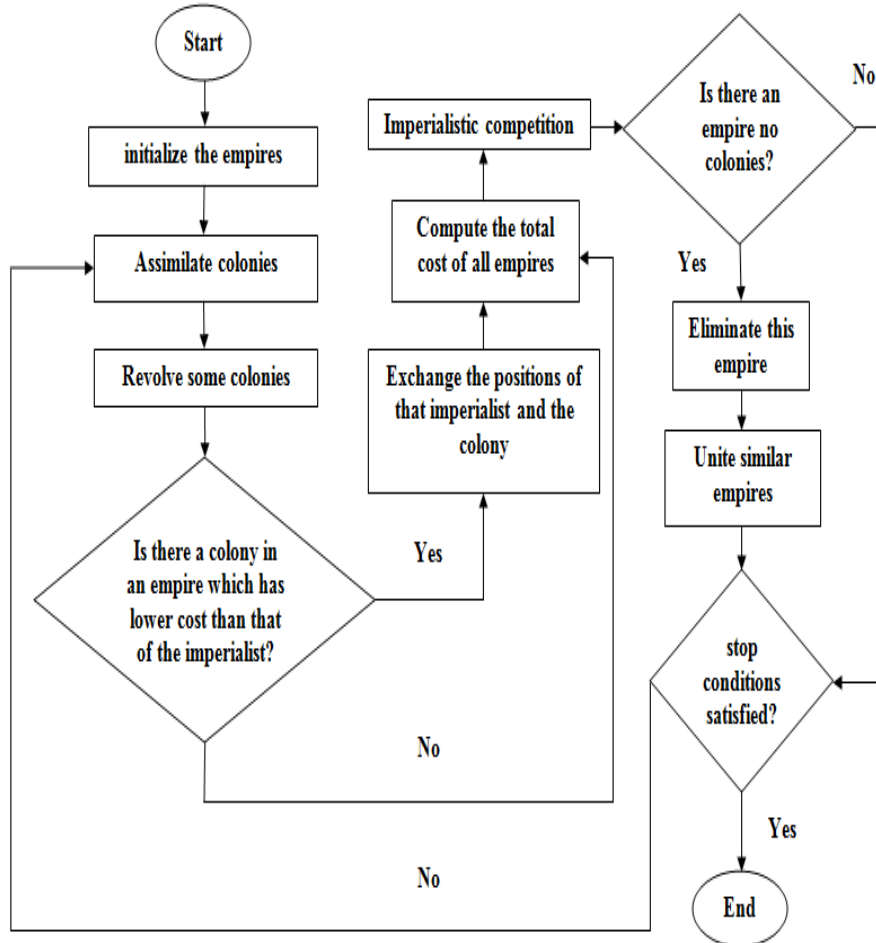 Start
initialize the empires
Assimilate colonies
Revolve some colonies
Is there a colony in
an empire which has
lower cost than that
of the imperialist?
Yes
No
Exchange the positions of
that imperialist and the
colony
Compute the total
cost of all empires
Imperialistic competition
Is there an
empire no
colonies?
No
Yes
Eliminate this
empire
Unite similar
empires
stop
conditions
satisfied?
No
Yes
End